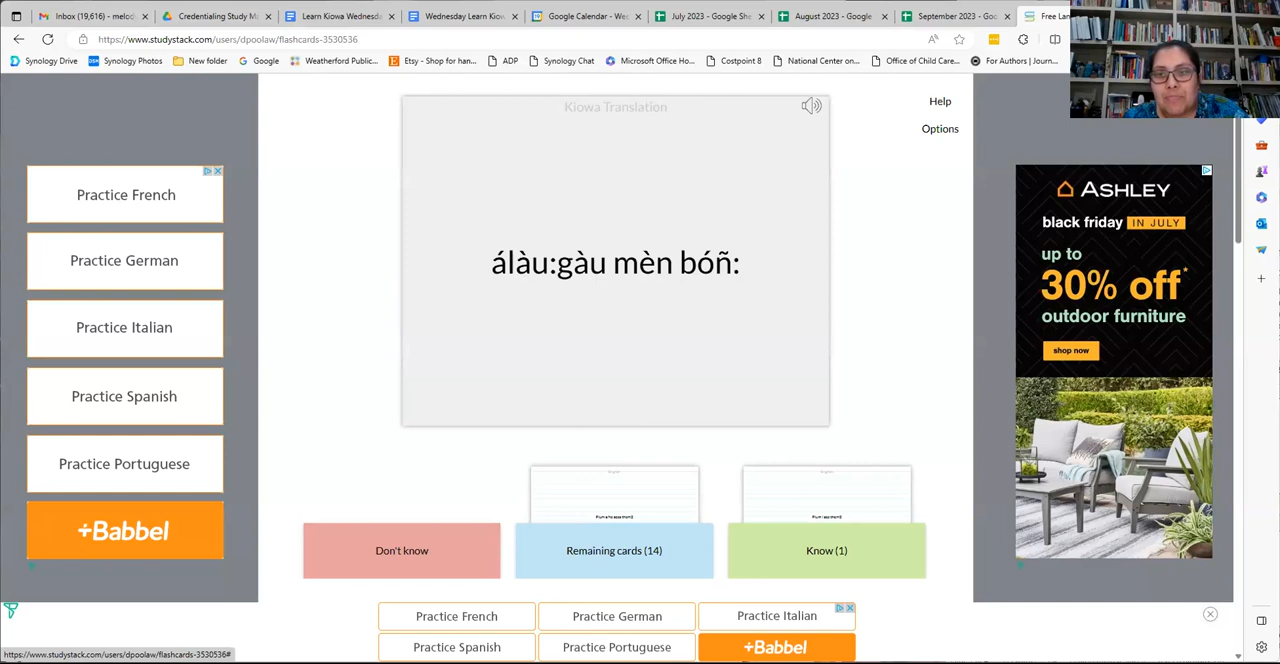 Inbox (19,616) - melod
Credentialing Study M
Learn Kiowa Wednesda
Wednesday Learn Kiow
Google Calendar - We
July 2023 - Google She
August 2023 - Google
September 2023 - Goo
Free Lan
https://www.studystack.com/users/dpoolaw/flashcards-3530536
Synology Drive
Synology Photos
New folder
Google
Weatherford Public...
Etsy - Shop for han...
ADP
Synology Chat
Microsoft Office Ho...
Costpoint 8
National Center on...
Office of Child Care...
For Authors | Journ...
Kiowa Translation
Help
Options
álàu:gàu mèn bóñ:
Practice French
Practice German
Practice Italian
Practice Spanish
Practice Portuguese
+Babbel
ASHLEY
black friday IN JULY
up to
30% off*
outdoor furniture
shop now
English
English
Don't know
Remaining cards (14)
Know (1)
Practice French
Practice German
Practice Italian
Practice Spanish
Practice Portuguese
+Babbel
https://www.studystack.com/users/dpoolaw/flashcards-3530536#